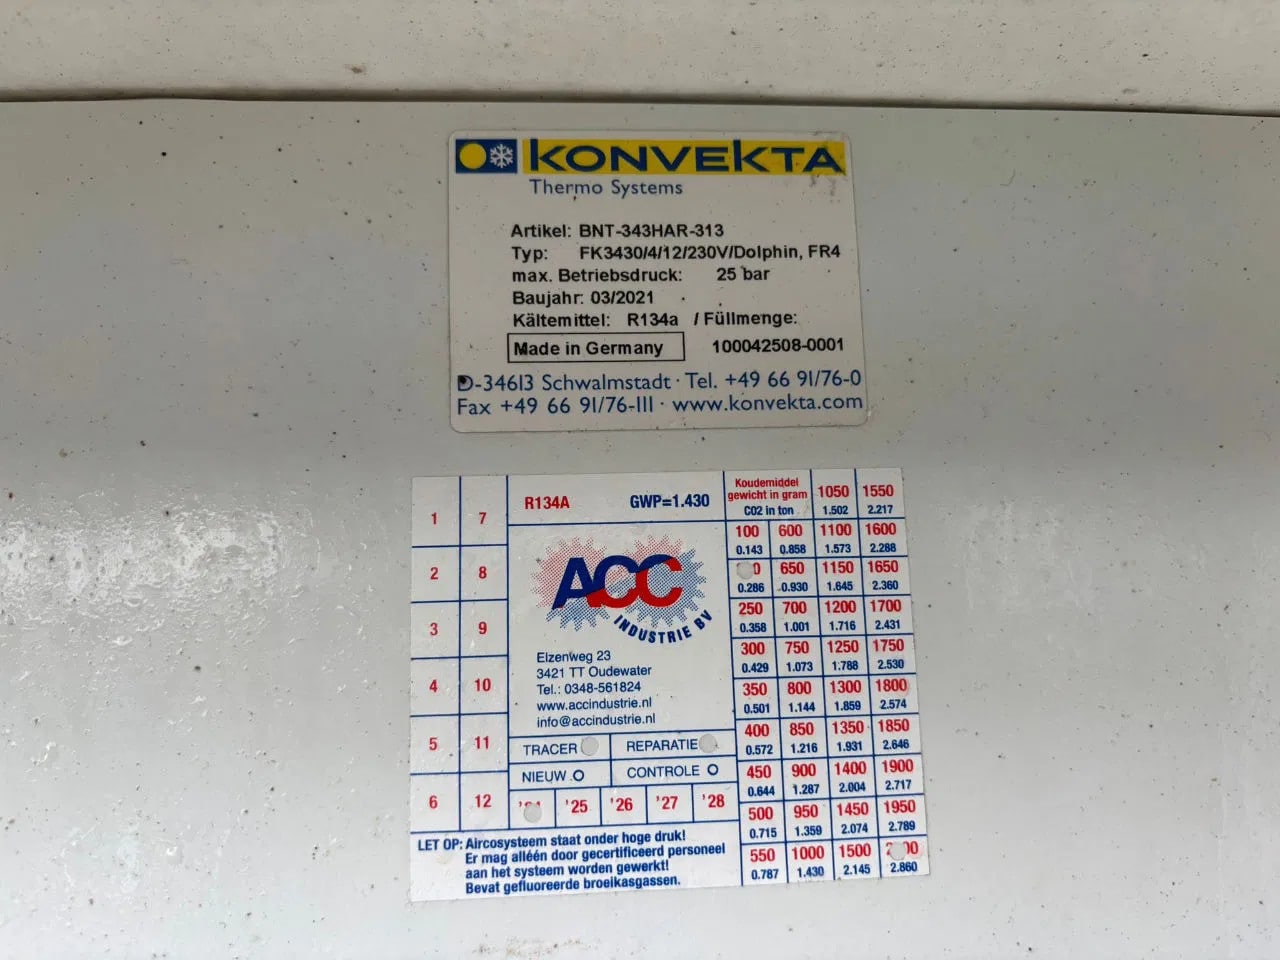 KONVEKTA
Thermo Systems
Artikel: BNT-343HAR-313
Typ: FK3430/4/12/230V/Dolphin, FR4
max. Betriebsdruck: 25 bar
Baujahr: 03/2021
Kältemittel: R134a / Füllmenge:
Made in Germany 100042508-0001
D-34613 Schwalmstadt · Tel. +49 66 91/76-0
Fax +49 66 91/76-111 · www.konvekta.com
1 7
2 8
3 9
4 10
5 11
6 12
R134A GWP=1.430
ACC
INDUSTRIE BV
Elzenweg 23
3421 TT Oudewater
Tel.: 0348-561824
www.accindustrie.nl
info@accindustrie.nl
TRACER REPARATIE
NIEUW CONTROLE
'25 '26 '27 '28
LET OP: Aircosysteem staat onder hoge druk!
Er mag alléén door gecertificeerd personeel
aan het systeem worden gewerkt!
Bevat gefluoreerde broeikasgassen.
Koudemiddel
gewicht in gram 1050 1550
CO2 in ton 1.502 2.217
100 600 1100 1600
0.143 0.858 1.573 2.288
650 1150 1650
0.286 0.930 1.645 2.360
250 700 1200 1700
0.358 1.001 1.716 2.431
300 750 1250 1750
0.429 1.073 1.788 2.530
350 800 1300 1800
0.501 1.144 1.859 2.574
400 850 1350 1850
0.572 1.216 1.931 2.646
450 900 1400 1900
0.644 1.287 2.004 2.717
500 950 1450 1950
0.715 1.359 2.074 2.789
550 1000 1500
0.787 1.430 2.145 2.860